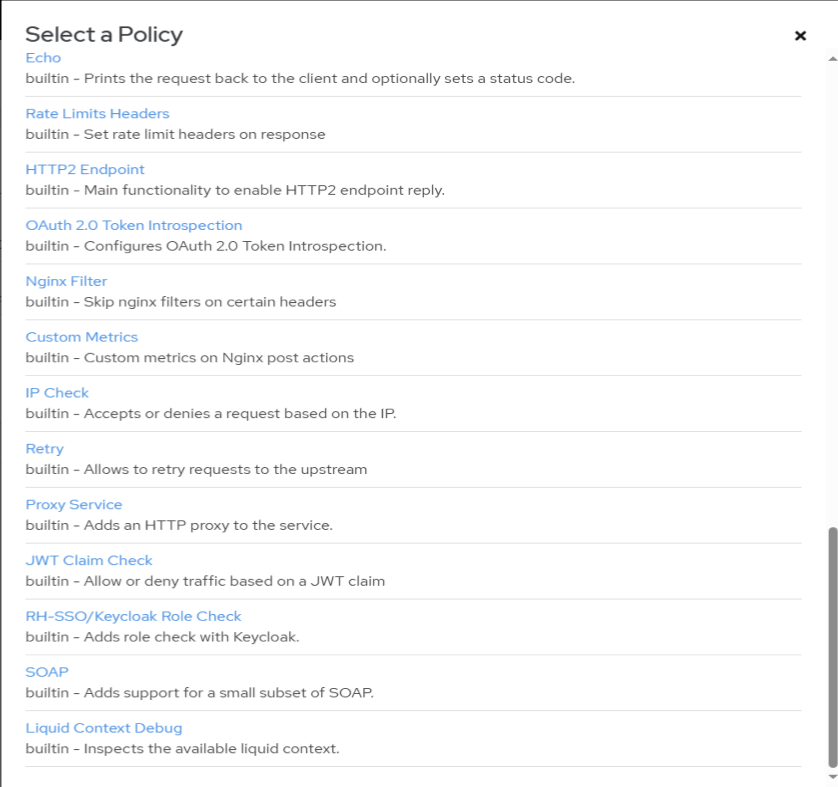 Select a Policy
×
Echo
builtin - Prints the request back to the client and optionally sets a status code.
Rate Limits Headers
builtin - Set rate limit headers on response
HTTP2 Endpoint
builtin - Main functionality to enable HTTP2 endpoint reply.
OAuth 2.0 Token Introspection
builtin - Configures OAuth 2.0 Token Introspection.
Nginx Filter
builtin - Skip nginx filters on certain headers
Custom Metrics
builtin - Custom metrics on Nginx post actions
IP Check
builtin - Accepts or denies a request based on the IP.
Retry
builtin - Allows to retry requests to the upstream
Proxy Service
builtin - Adds an HTTP proxy to the service.
JWT Claim Check
builtin - Allow or deny traffic based on a JWT claim
RH-SSO/Keycloak Role Check
builtin - Adds role check with Keycloak.
SOAP
builtin - Adds support for a small subset of SOAP.
Liquid Context Debug
builtin - Inspects the available liquid context.